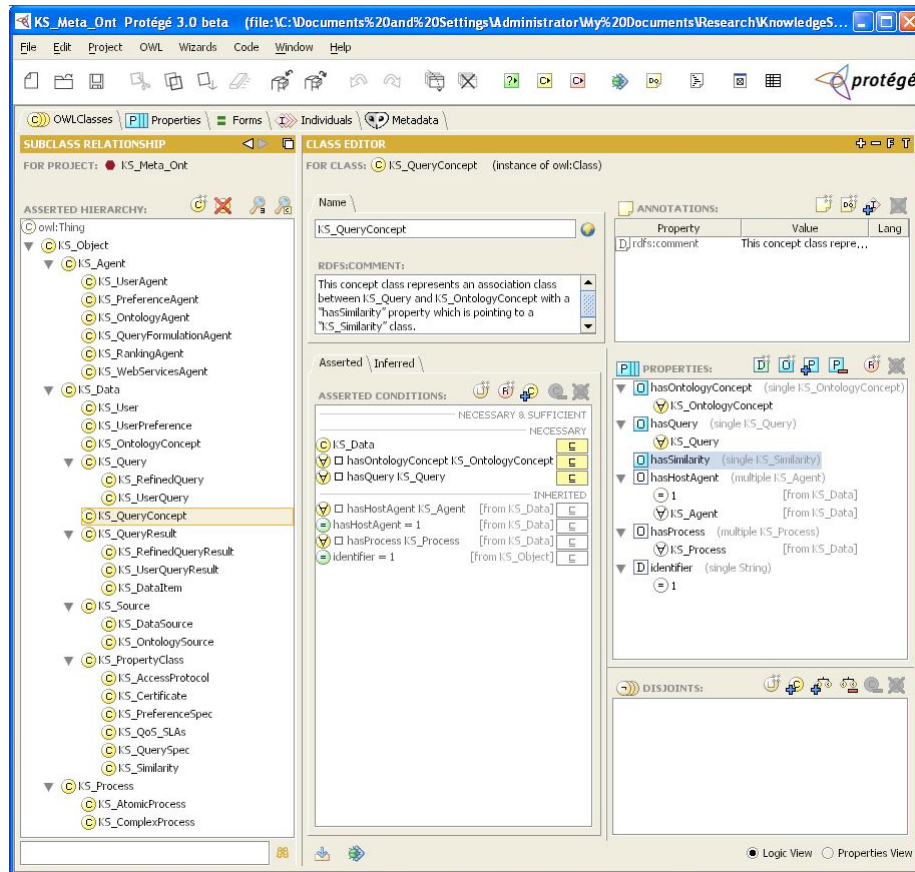 KS_Meta_Ont Protégé 3.0 beta (file:\C:\Documents%20and%20Settings\Administrator\My%20Documents\Research\KnowledgeS...
File Edit Project OWL Wizards Code Window Help
protégé
OWLClasses Properties Forms Individuals Metadata
SUBCLASS RELATIONSHIP
FOR PROJECT: KS_Meta_Ont
ASSERTED HIERARCHY:
owl:Thing
KS_Object
KS_Agent
KS_UserAgent
KS_PreferenceAgent
KS_OntologyAgent
KS_QueryFormulationAgent
KS_RankingAgent
KS_WebServicesAgent
KS_Data
KS_User
KS_UserPreference
KS_OntologyConcept
KS_Query
KS_RefinedQuery
KS_UserQuery
KS_QueryConcept
KS_QueryResult
KS_RefinedQueryResult
KS_UserQueryResult
KS_DataItem
KS_Source
KS_DataSource
KS_OntologySource
KS_PropertyClass
KS_AccessProtocol
KS_Certificate
KS_PreferenceSpec
KS_QoS_SLAs
KS_QuerySpec
KS_Similarity
KS_Process
KS_AtomicProcess
KS_ComplexProcess
CLASS EDITOR
FOR CLASS: KS_QueryConcept (instance of owl:Class)
Name
KS_QueryConcept
RDFS:COMMENT:
This concept class represents an association class
between KS_Query and KS_OntologyConcept with a
"hasSimilarity" property which is pointing to a
"KS_Similarity" class.
Asserted Inferred
ASSERTED CONDITIONS:
NECESSARY & SUFFICIENT
NECESSARY
KS_Data
hasOntologyConcept KS_OntologyConcept
hasQuery KS_Query
INHERITED
hasHostAgent KS_Agent [from KS_Data]
hasHostAgent = 1 [from KS_Data]
hasProcess KS_Process [from KS_Data]
identifier = 1 [from KS_Object]
ANNOTATIONS:
Property Value Lang
rdfs:comment This concept class repre...
PROPERTIES:
hasOntologyConcept (single KS_OntologyConcept)
KS_OntologyConcept
hasQuery (single KS_Query)
KS_Query
hasSimilarity (single KS_Similarity)
hasHostAgent (multiple KS_Agent)
1 [from KS_Data]
KS_Agent [from KS_Data]
hasProcess (multiple KS_Process)
KS_Process [from KS_Data]
identifier (single String)
1
DISJOINTS:
Logic View Properties View